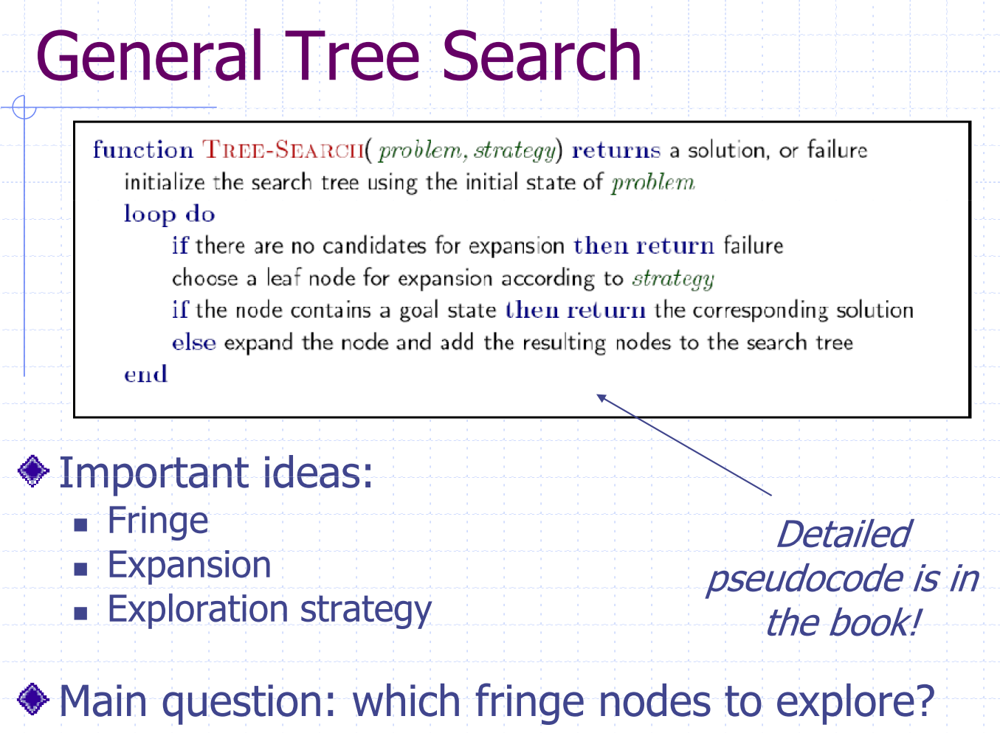 General Tree Search
function TREE-SEARCH( problem, strategy) returns a solution, or failure
initialize the search tree using the initial state of problem
loop do
if there are no candidates for expansion then return failure
choose a leaf node for expansion according to strategy
if the node contains a goal state then return the corresponding solution
else expand the node and add the resulting nodes to the search tree
end
Important ideas:
Fringe
Expansion
Exploration strategy
Detailed
pseudocode is in
the book!
Main question: which fringe nodes to explore?